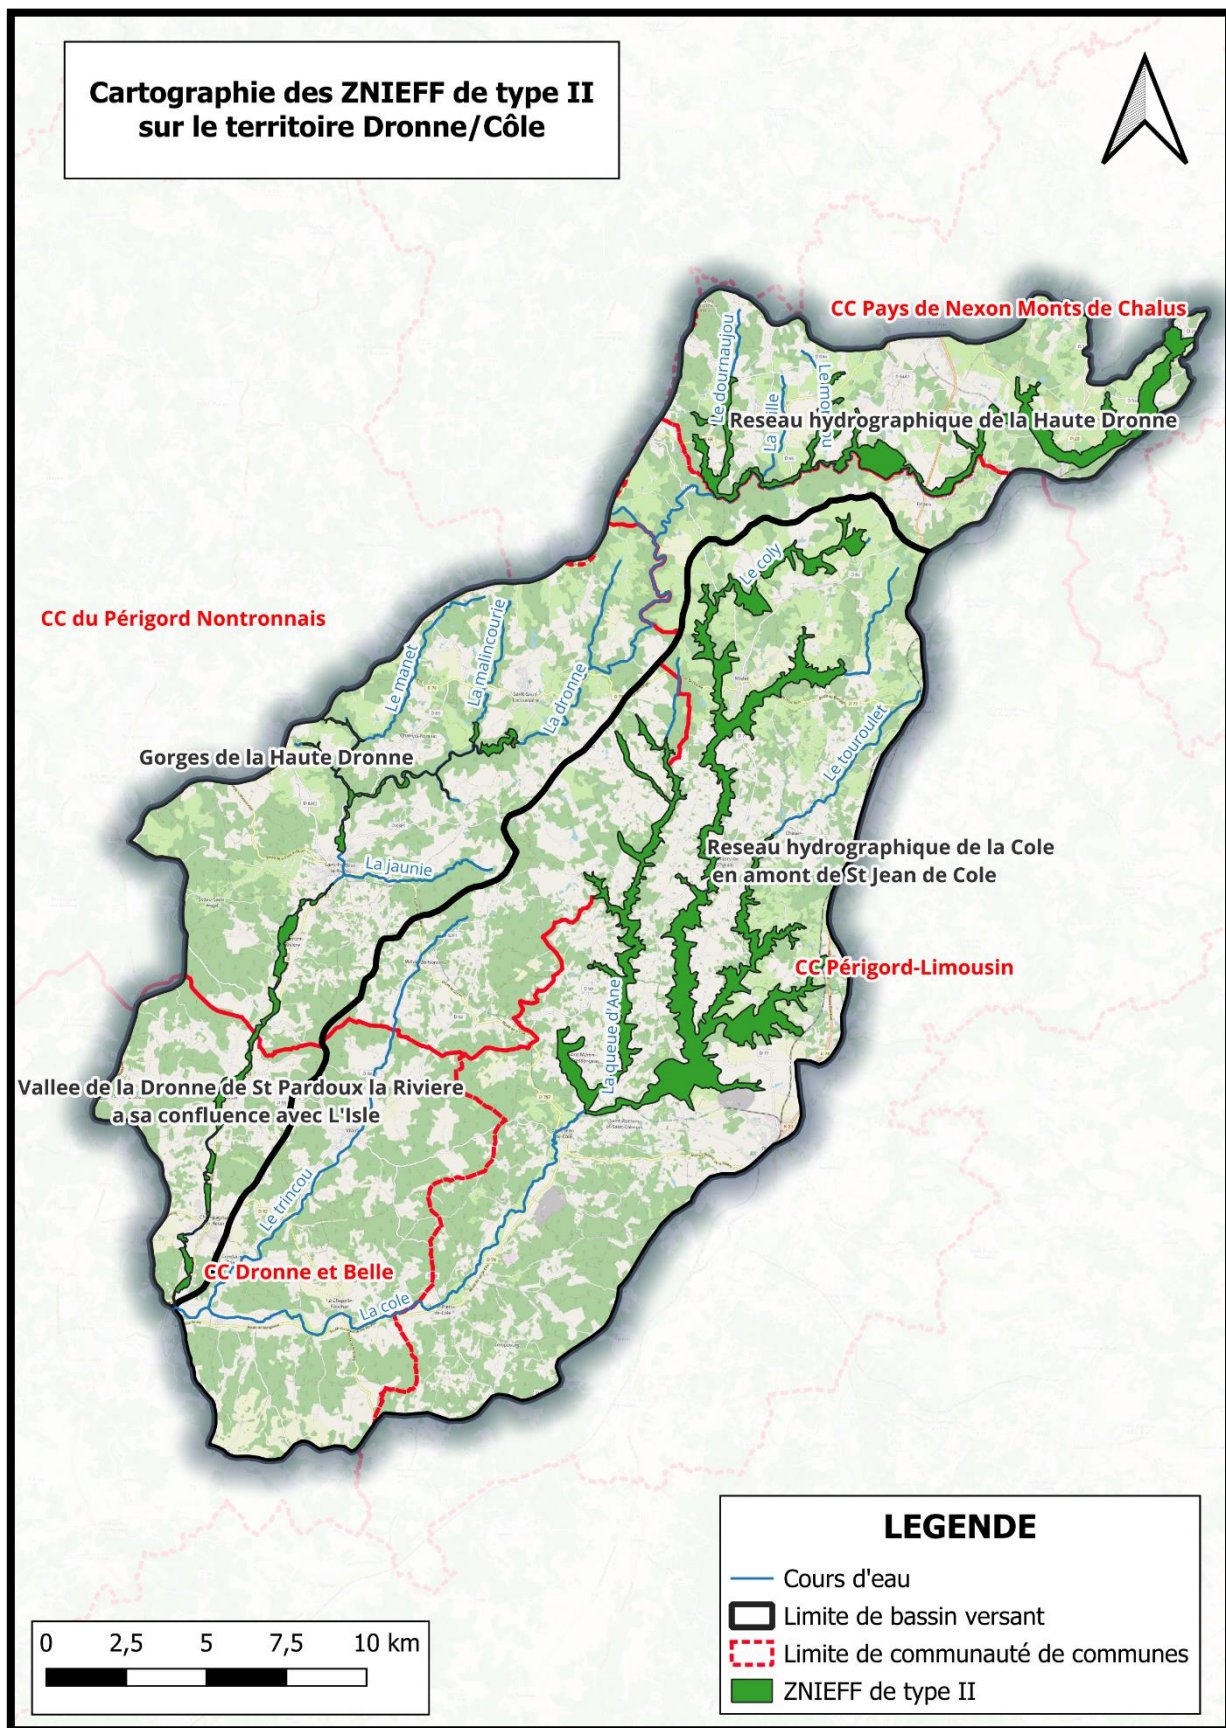 Cartographie des ZNIEFF de type II
sur le territoire Dronne/Côle
CC Pays de Nexon Monts de Chalus
Le dournaujou
Reseau hydrographique de la Haute Dronne
Le coly
CC du Périgord Nontronnais
Le manet
La malincourie
La dronne
Le touroulet
Gorges de la Haute Dronne
La jaunie
Reseau hydrographique de la Cole
en amont de St Jean de Cole
CC Périgord-Limousin
La queue d'Ane
Vallee de la Dronne de St Pardoux la Riviere
a sa confluence avec L'Isle
Le trincou
CC Dronne et Belle
La cole
LEGENDE
Cours d'eau
Limite de bassin versant
Limite de communauté de communes
ZNIEFF de type II
0 2,5 5 7,5 10 km